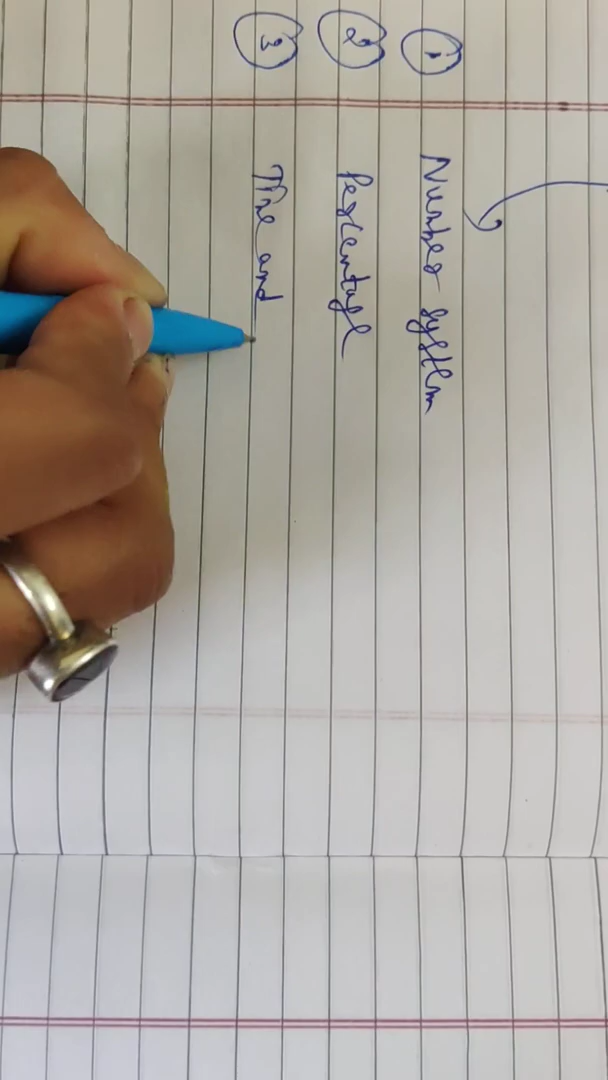 ① Number system
② Percentage
③ Time and